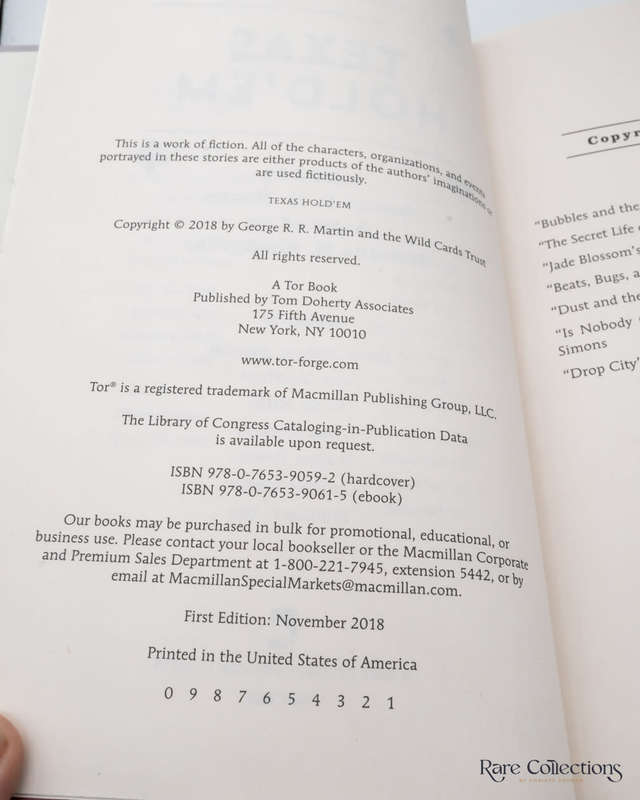 TEXAS
HOLD'EM
This is a work of fiction. All of the characters, organizations, and events
portrayed in these stories are either products of the authors' imaginations or
are used fictitiously.
TEXAS HOLD'EM
Copyright © 2018 by George R. R. Martin and the Wild Cards Trust
All rights reserved.
A Tor Book
Published by Tom Doherty Associates
175 Fifth Avenue
New York, NY 10010
www.tor-forge.com
Tor® is a registered trademark of Macmillan Publishing Group, LLC.
The Library of Congress Cataloging-in-Publication Data
is available upon request.
ISBN 978-0-7653-9059-2 (hardcover)
ISBN 978-0-7653-9061-5 (ebook)
Our books may be purchased in bulk for promotional, educational, or
business use. Please contact your local bookseller or the Macmillan Corporate
and Premium Sales Department at 1-800-221-7945, extension 5442, or by
email at MacmillanSpecialMarkets@macmillan.com.
First Edition: November 2018
Printed in the United States of America
0 9 8 7 6 5 4 3 2 1
Copyr
"Bubbles and the
"The Secret Life
"Jade Blossom's
"Beats, Bugs, a
"Dust and the
"Is Nobody
Simons
"Drop City"
Rare Collections